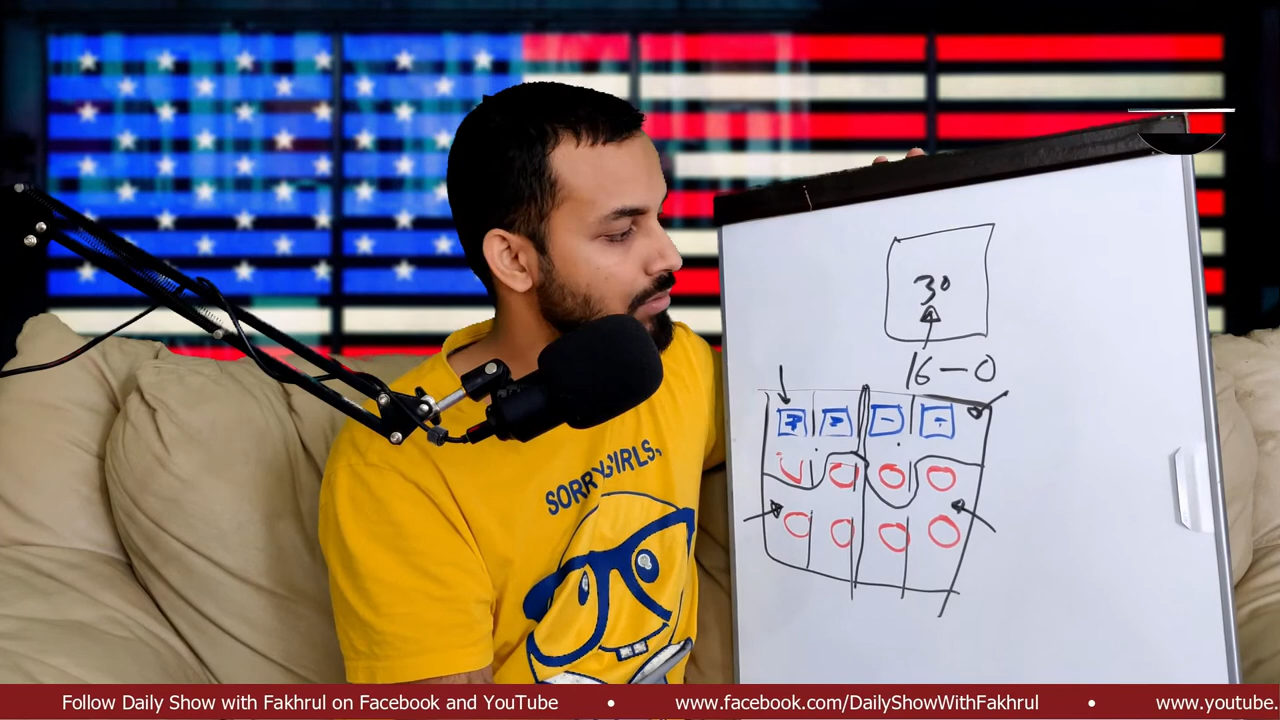 30
16-0
SORRY GIRLS,
Follow Daily Show with Fakhrul on Facebook and YouTube • www.facebook.com/DailyShowWithFakhrul • www.youtube.